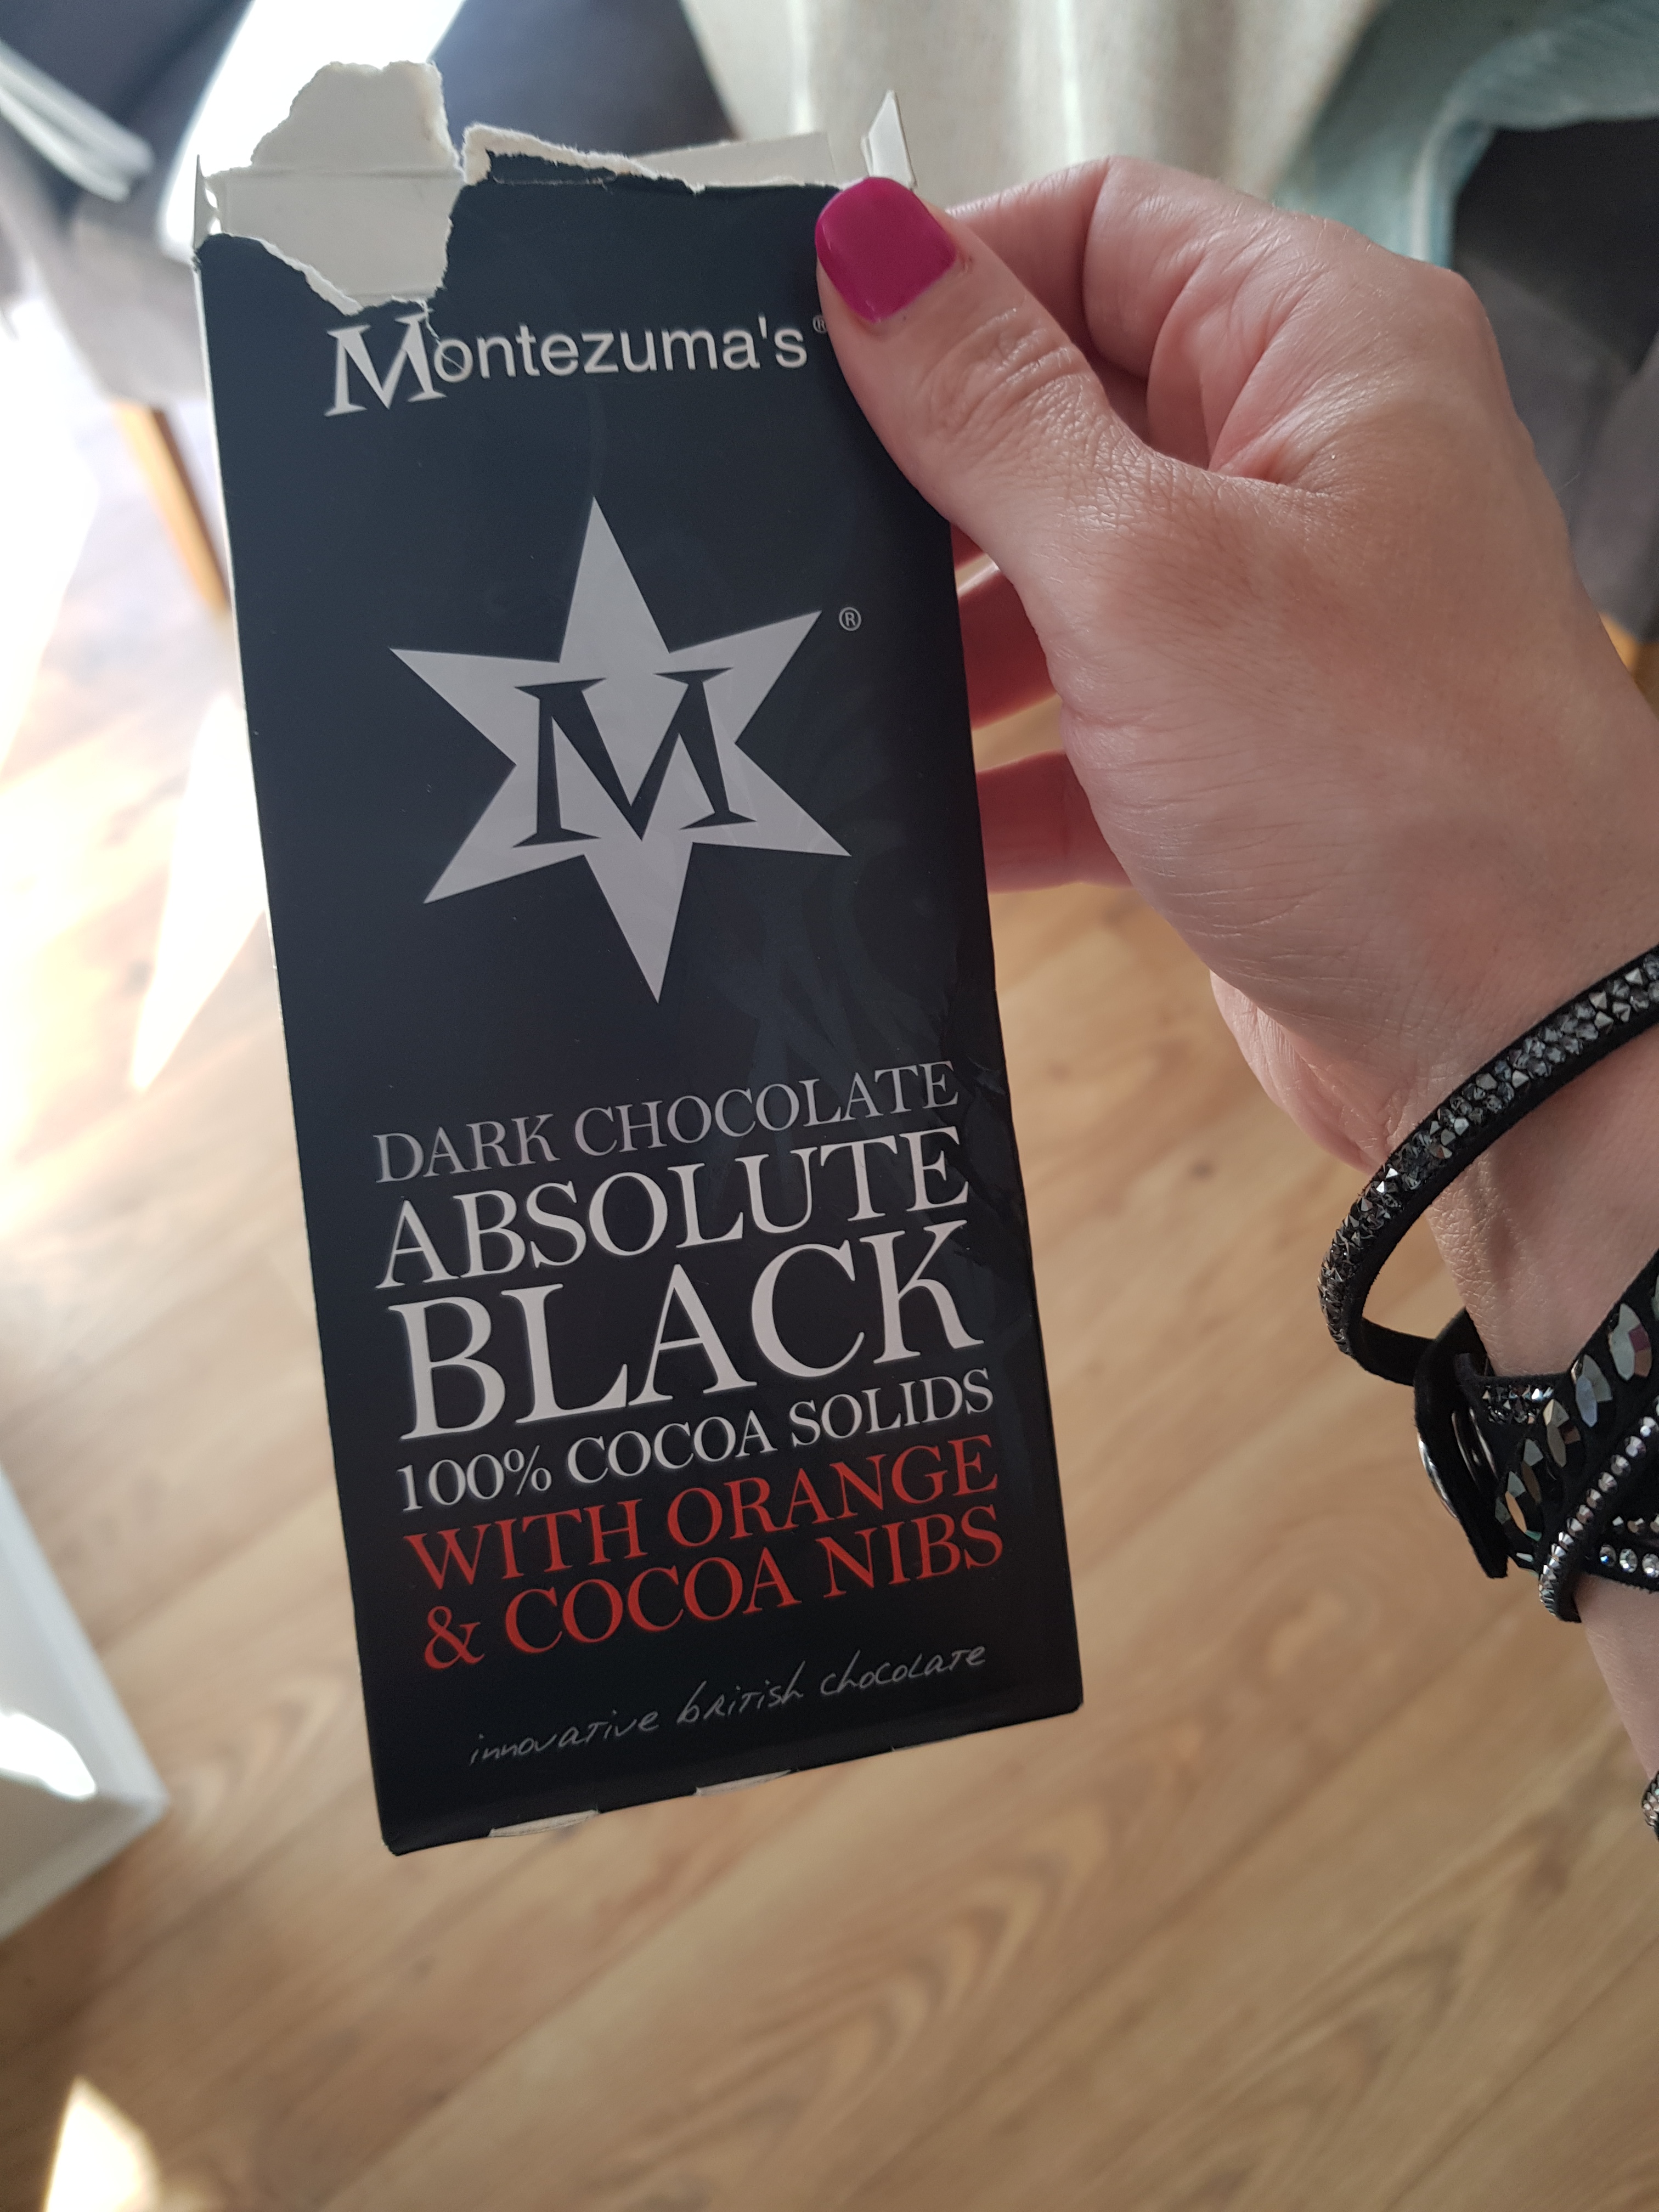 Montezuma's®
M®
DARK CHOCOLATE
ABSOLUTE
BLACK
100% COCOA SOLIDS
WITH ORANGE
& COCOA NIBS
innovative british chocolate